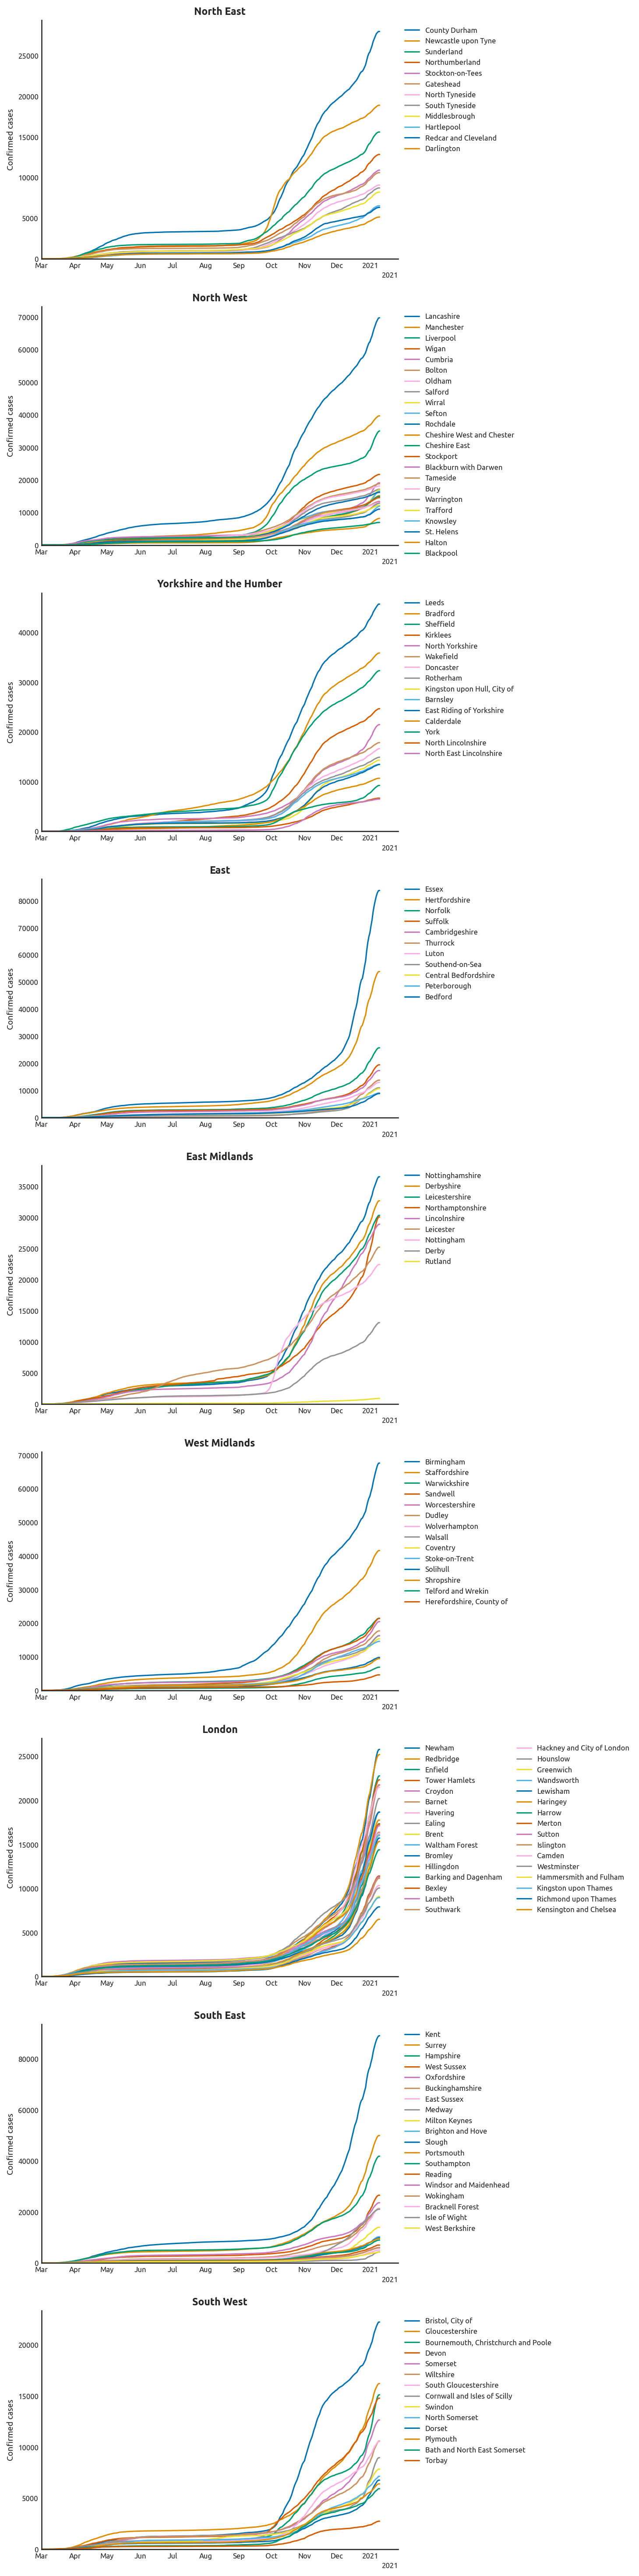 North East
Confirmed cases
25000
20000
15000
10000
5000
0
Mar Apr May Jun Jul Aug Sep Oct Nov Dec 2021
2021
County Durham
Newcastle upon Tyne
Sunderland
Northumberland
Stockton-on-Tees
Gateshead
North Tyneside
South Tyneside
Middlesbrough
Hartlepool
Redcar and Cleveland
Darlington
North West
Confirmed cases
70000
60000
50000
40000
30000
20000
10000
0
Mar Apr May Jun Jul Aug Sep Oct Nov Dec 2021
2021
Lancashire
Manchester
Liverpool
Wigan
Cumbria
Bolton
Oldham
Salford
Wirral
Sefton
Rochdale
Cheshire West and Chester
Cheshire East
Stockport
Blackburn with Darwen
Tameside
Bury
Warrington
Trafford
Knowsley
St. Helens
Halton
Blackpool
Yorkshire and the Humber
Confirmed cases
40000
30000
20000
10000
0
Mar Apr May Jun Jul Aug Sep Oct Nov Dec 2021
2021
Leeds
Bradford
Sheffield
Kirklees
North Yorkshire
Wakefield
Doncaster
Rotherham
Kingston upon Hull, City of
Barnsley
East Riding of Yorkshire
Calderdale
York
North Lincolnshire
North East Lincolnshire
East
Confirmed cases
80000
70000
60000
50000
40000
30000
20000
10000
0
Mar Apr May Jun Jul Aug Sep Oct Nov Dec 2021
2021
Essex
Hertfordshire
Norfolk
Suffolk
Cambridgeshire
Thurrock
Luton
Southend-on-Sea
Central Bedfordshire
Peterborough
Bedford
East Midlands
Confirmed cases
35000
30000
25000
20000
15000
10000
5000
0
Mar Apr May Jun Jul Aug Sep Oct Nov Dec 2021
2021
Nottinghamshire
Derbyshire
Leicestershire
Northamptonshire
Lincolnshire
Leicester
Nottingham
Derby
Rutland
West Midlands
Confirmed cases
70000
60000
50000
40000
30000
20000
10000
0
Mar Apr May Jun Jul Aug Sep Oct Nov Dec 2021
2021
Birmingham
Staffordshire
Warwickshire
Sandwell
Worcestershire
Dudley
Wolverhampton
Walsall
Coventry
Stoke-on-Trent
Solihull
Shropshire
Telford and Wrekin
Herefordshire, County of
London
Confirmed cases
25000
20000
15000
10000
5000
0
Mar Apr May Jun Jul Aug Sep Oct Nov Dec 2021
2021
Newham
Redbridge
Enfield
Tower Hamlets
Croydon
Barnet
Havering
Ealing
Brent
Waltham Forest
Bromley
Hillingdon
Barking and Dagenham
Bexley
Lambeth
Southwark
Hackney and City of London
Hounslow
Greenwich
Wandsworth
Lewisham
Haringey
Harrow
Merton
Sutton
Islington
Camden
Westminster
Hammersmith and Fulham
Kingston upon Thames
Richmond upon Thames
Kensington and Chelsea
South East
Confirmed cases
80000
60000
40000
20000
0
Mar Apr May Jun Jul Aug Sep Oct Nov Dec 2021
2021
Kent
Surrey
Hampshire
West Sussex
Oxfordshire
Buckinghamshire
East Sussex
Medway
Milton Keynes
Brighton and Hove
Slough
Portsmouth
Southampton
Reading
Windsor and Maidenhead
Wokingham
Bracknell Forest
Isle of Wight
West Berkshire
South West
Confirmed cases
20000
15000
10000
5000
0
Mar Apr May Jun Jul Aug Sep Oct Nov Dec 2021
2021
Bristol, City of
Gloucestershire
Bournemouth, Christchurch and Poole
Devon
Somerset
Wiltshire
South Gloucestershire
Cornwall and Isles of Scilly
Swindon
North Somerset
Dorset
Plymouth
Bath and North East Somerset
Torbay